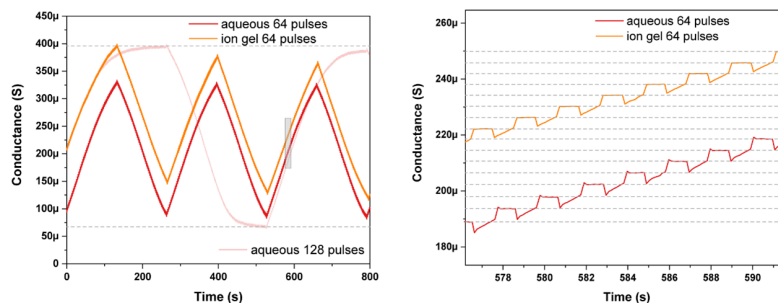 aqueous 64 pulses
ion gel 64 pulses
450µ
400µ
350µ
300µ
250µ
200µ
150µ
100µ
50µ
0
Conductance (S)
aqueous 128 pulses
0 200 400 600 800
Time (s)
aqueous 64 pulses
ion gel 64 pulses
260µ
240µ
220µ
200µ
180µ
Conductance (S)
578 580 582 584 586 588 590
Time (s)